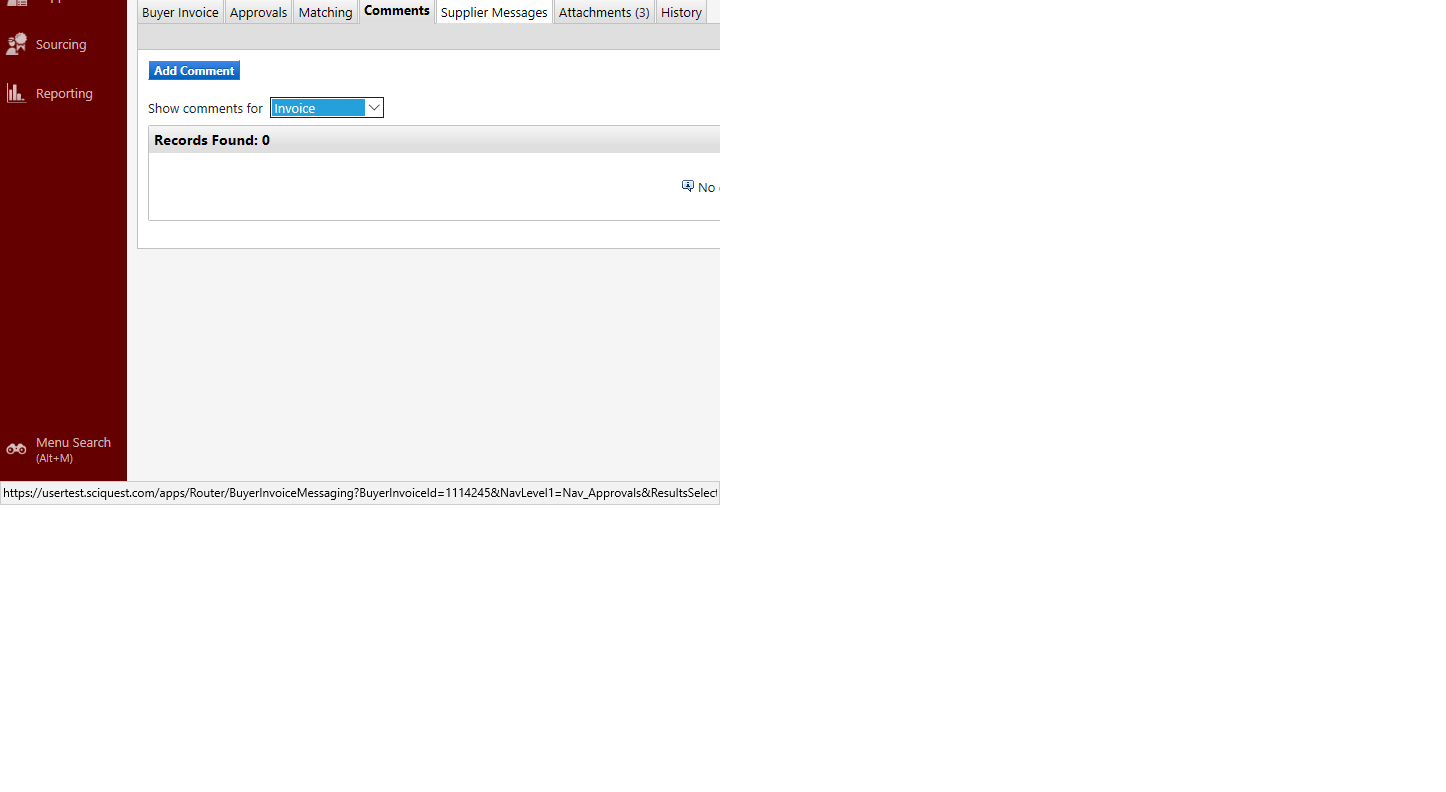 Buyer Invoice Approvals Matching Comments Supplier Messages Attachments (3) History
Sourcing
Add Comment
Reporting
Show comments for Invoice
Records Found: 0
No
Menu Search
(Alt+M)
https://usertest.sciquest.com/apps/Router/BuyerInvoiceMessaging?BuyerInvoiceId=1114245&NavLevel1=Nav_Approvals&ResultsSelect